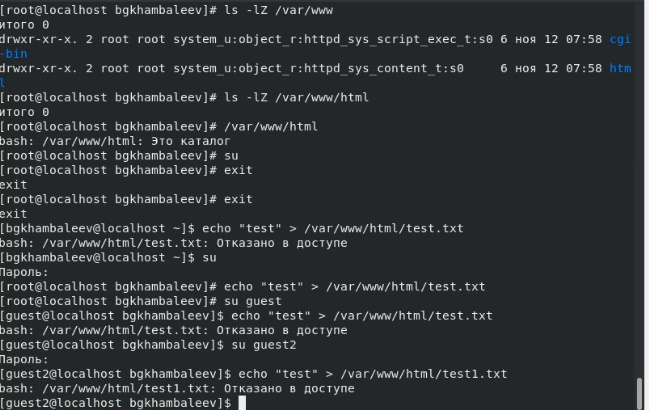 [root@localhost bgkhambaleev]# ls -lZ /var/www
итого 0
drwxr-xr-x. 2 root root system_u:object_r:httpd_sys_script_exec_t:s0 6 ноя 12 07:58 cgi
-bin
drwxr-xr-x. 2 root root system_u:object_r:httpd_sys_content_t:s0     6 ноя 12 07:58 htm
l
[root@localhost bgkhambaleev]# ls -lZ /var/www/html
итого 0
[root@localhost bgkhambaleev]# /var/www/html
bash: /var/www/html: Это каталог
[root@localhost bgkhambaleev]# su
[root@localhost bgkhambaleev]# exit
exit
[root@localhost bgkhambaleev]# exit
exit
[bgkhambaleev@localhost ~]$ echo "test" > /var/www/html/test.txt
bash: /var/www/html/test.txt: Отказано в доступе
[bgkhambaleev@localhost ~]$ su
Пароль:
[root@localhost bgkhambaleev]# echo "test" > /var/www/html/test.txt
[root@localhost bgkhambaleev]# su guest
[guest@localhost bgkhambaleev]$ echo "test" > /var/www/html/test.txt
bash: /var/www/html/test.txt: Отказано в доступе
[guest@localhost bgkhambaleev]$ su guest2
Пароль:
[guest2@localhost bgkhambaleev]$ echo "test" > /var/www/html/test1.txt
bash: /var/www/html/test1.txt: Отказано в доступе
[guest2@localhost bgkhambaleev]$